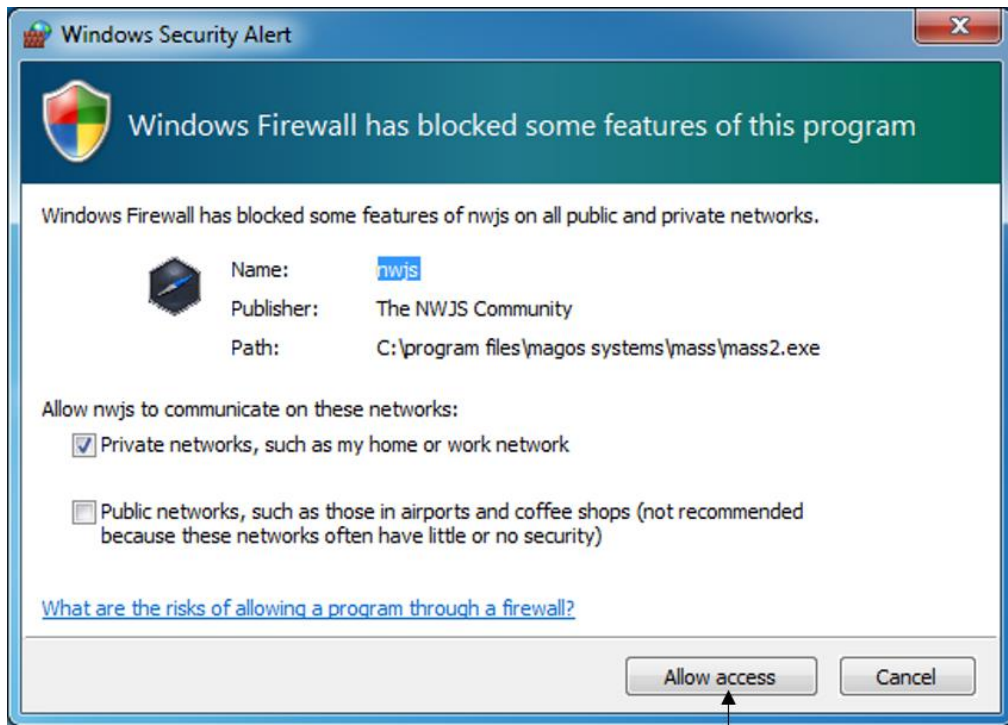 Windows Security Alert
Windows Firewall has blocked some features of this program
Windows Firewall has blocked some features of nwjs on all public and private networks.
Name: nwjs
Publisher: The NWJS Community
Path: C:\program files\magos systems\mass\mass2.exe
Allow nwjs to communicate on these networks:
Private networks, such as my home or work network
Public networks, such as those in airports and coffee shops (not recommended
because these networks often have little or no security)
What are the risks of allowing a program through a firewall?
Allow access Cancel